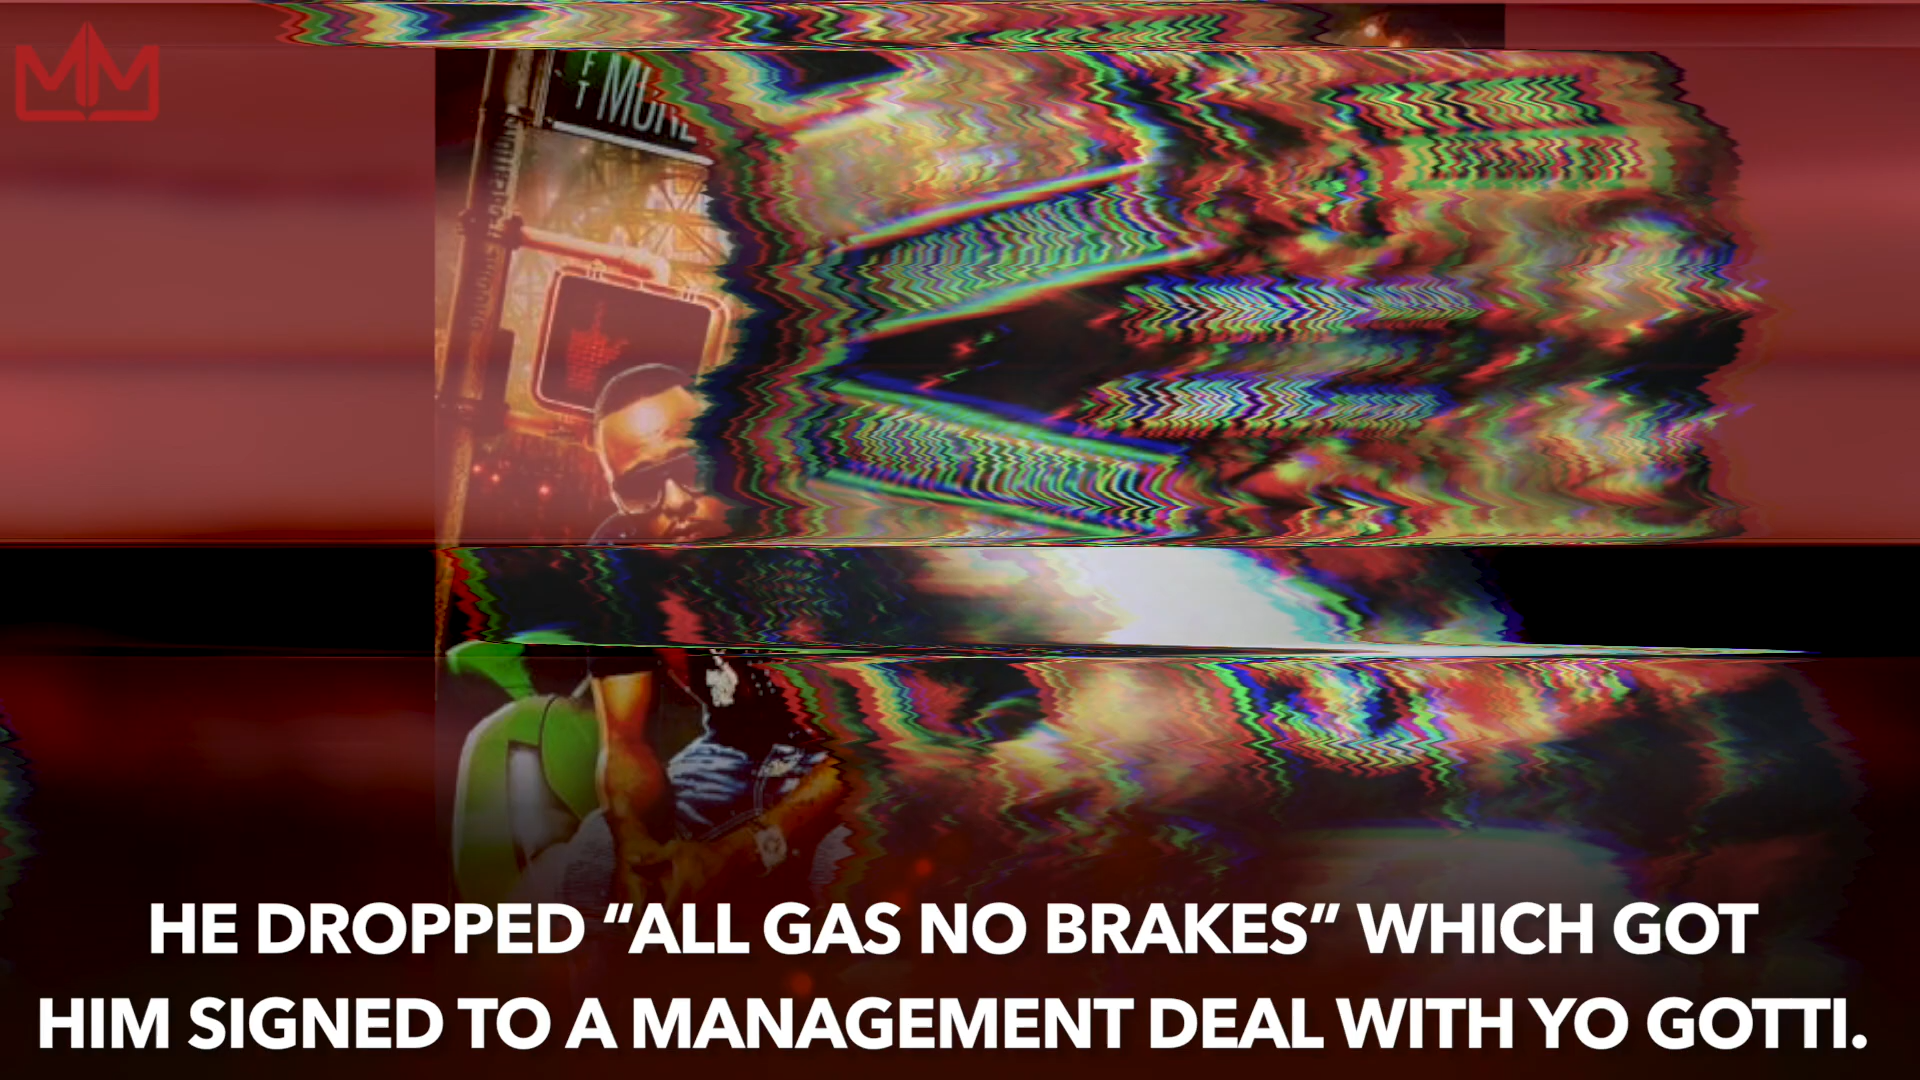 HE DROPPED “ALL GAS NO BRAKES“ WHICH GOT
HIM SIGNED TO A MANAGEMENT DEAL WITH YO GOTTI.